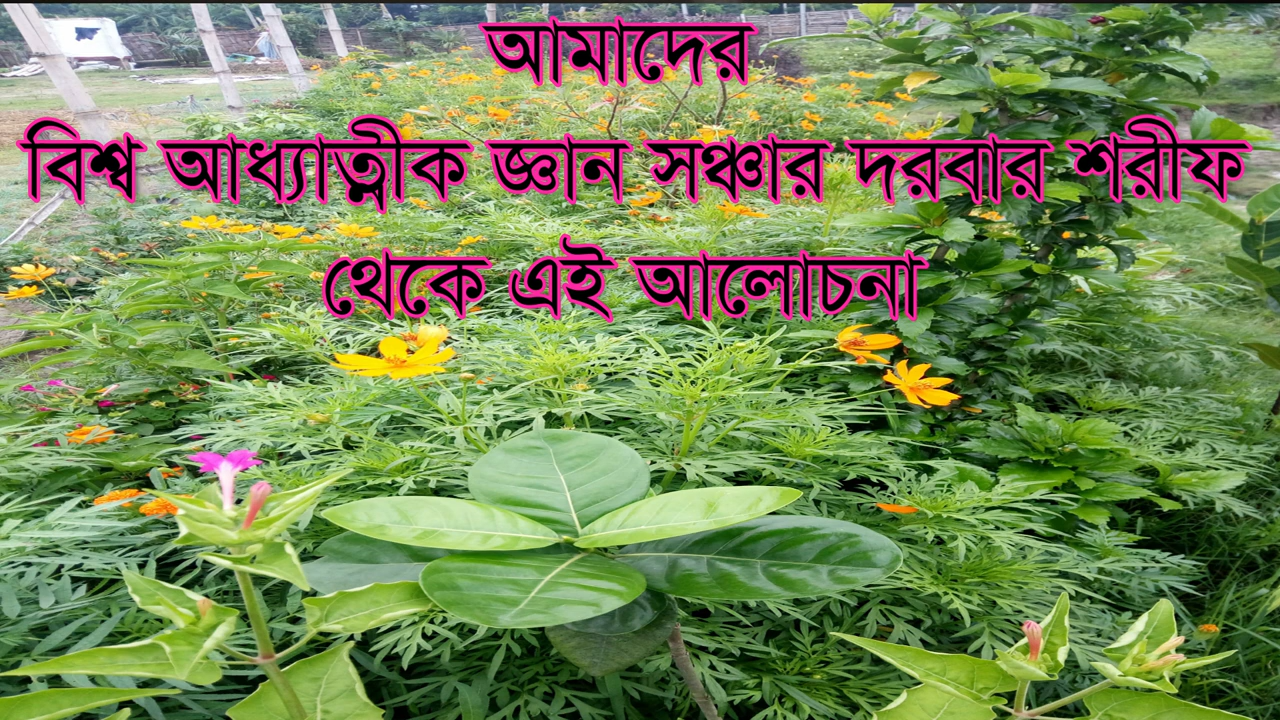 আমাদের
বিশ্ব আধ্যাত্নীক জ্ঞান সঞ্চার দরবার শরীফ
থেকে এই আলোচনা